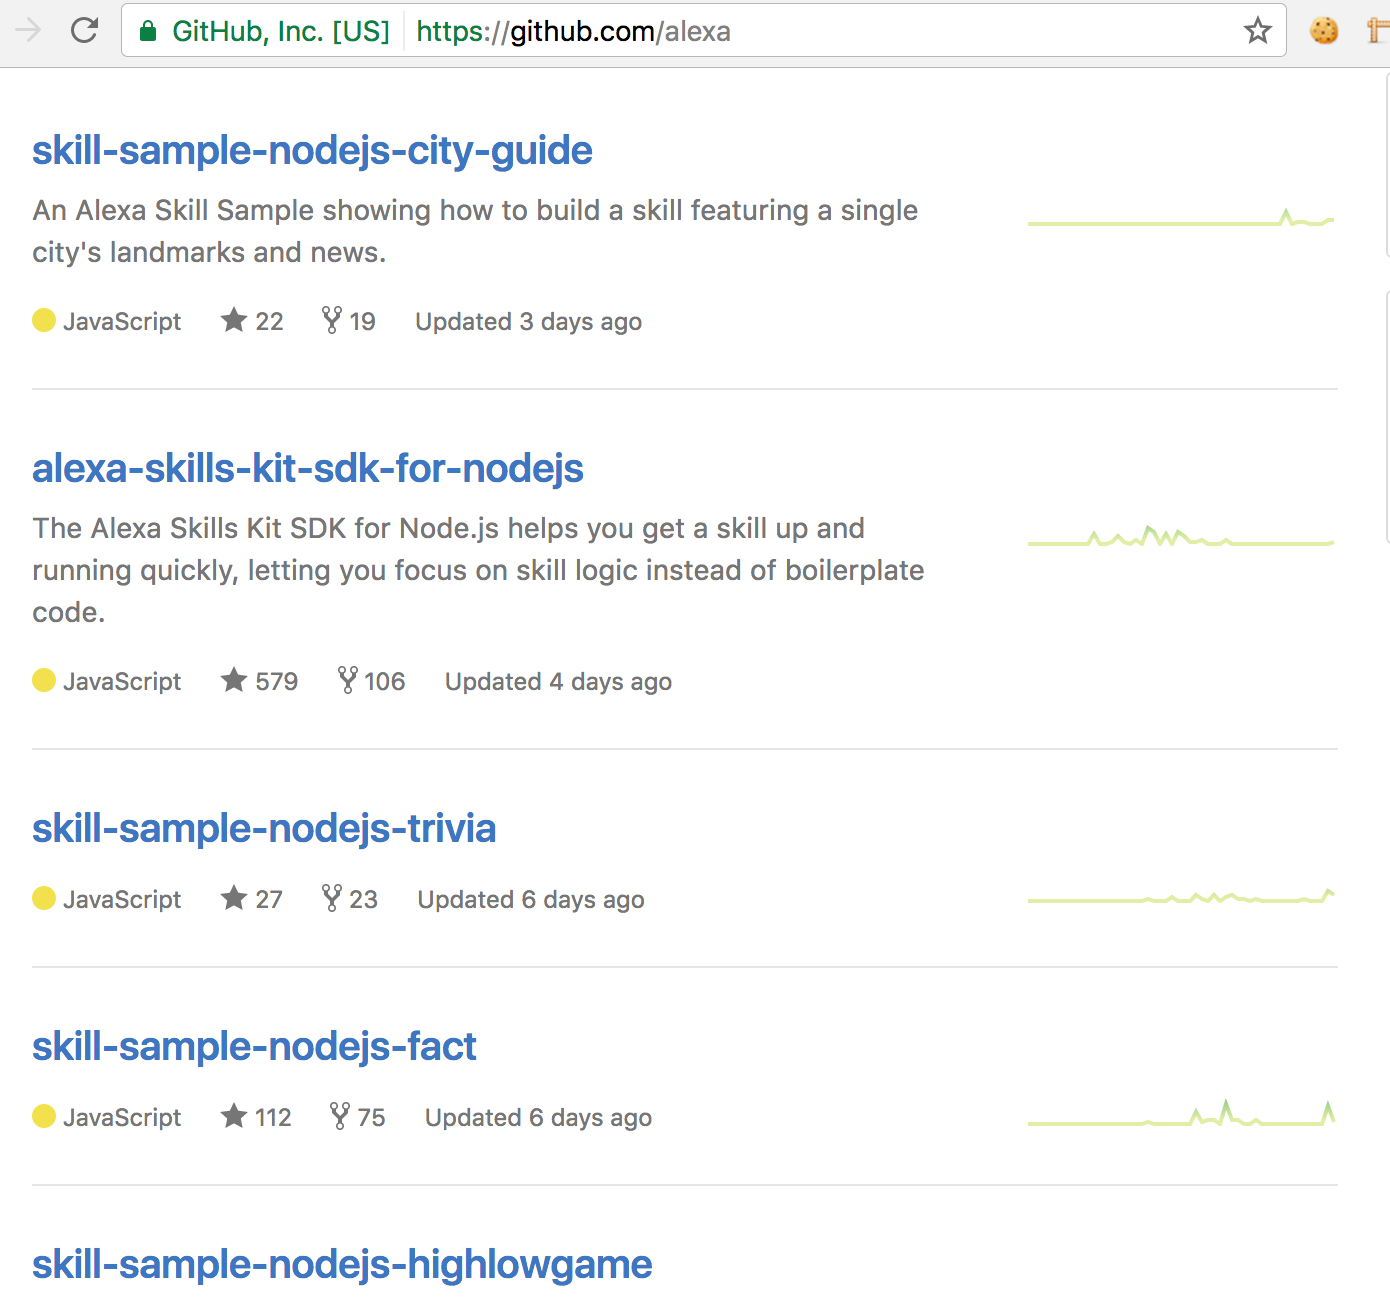 GitHub, Inc. [US] https://github.com/alexa
skill-sample-nodejs-city-guide
An Alexa Skill Sample showing how to build a skill featuring a single
city's landmarks and news.
JavaScript 22 19 Updated 3 days ago
alexa-skills-kit-sdk-for-nodejs
The Alexa Skills Kit SDK for Node.js helps you get a skill up and
running quickly, letting you focus on skill logic instead of boilerplate
code.
JavaScript 579 106 Updated 4 days ago
skill-sample-nodejs-trivia
JavaScript 27 23 Updated 6 days ago
skill-sample-nodejs-fact
JavaScript 112 75 Updated 6 days ago
skill-sample-nodejs-highlowgame